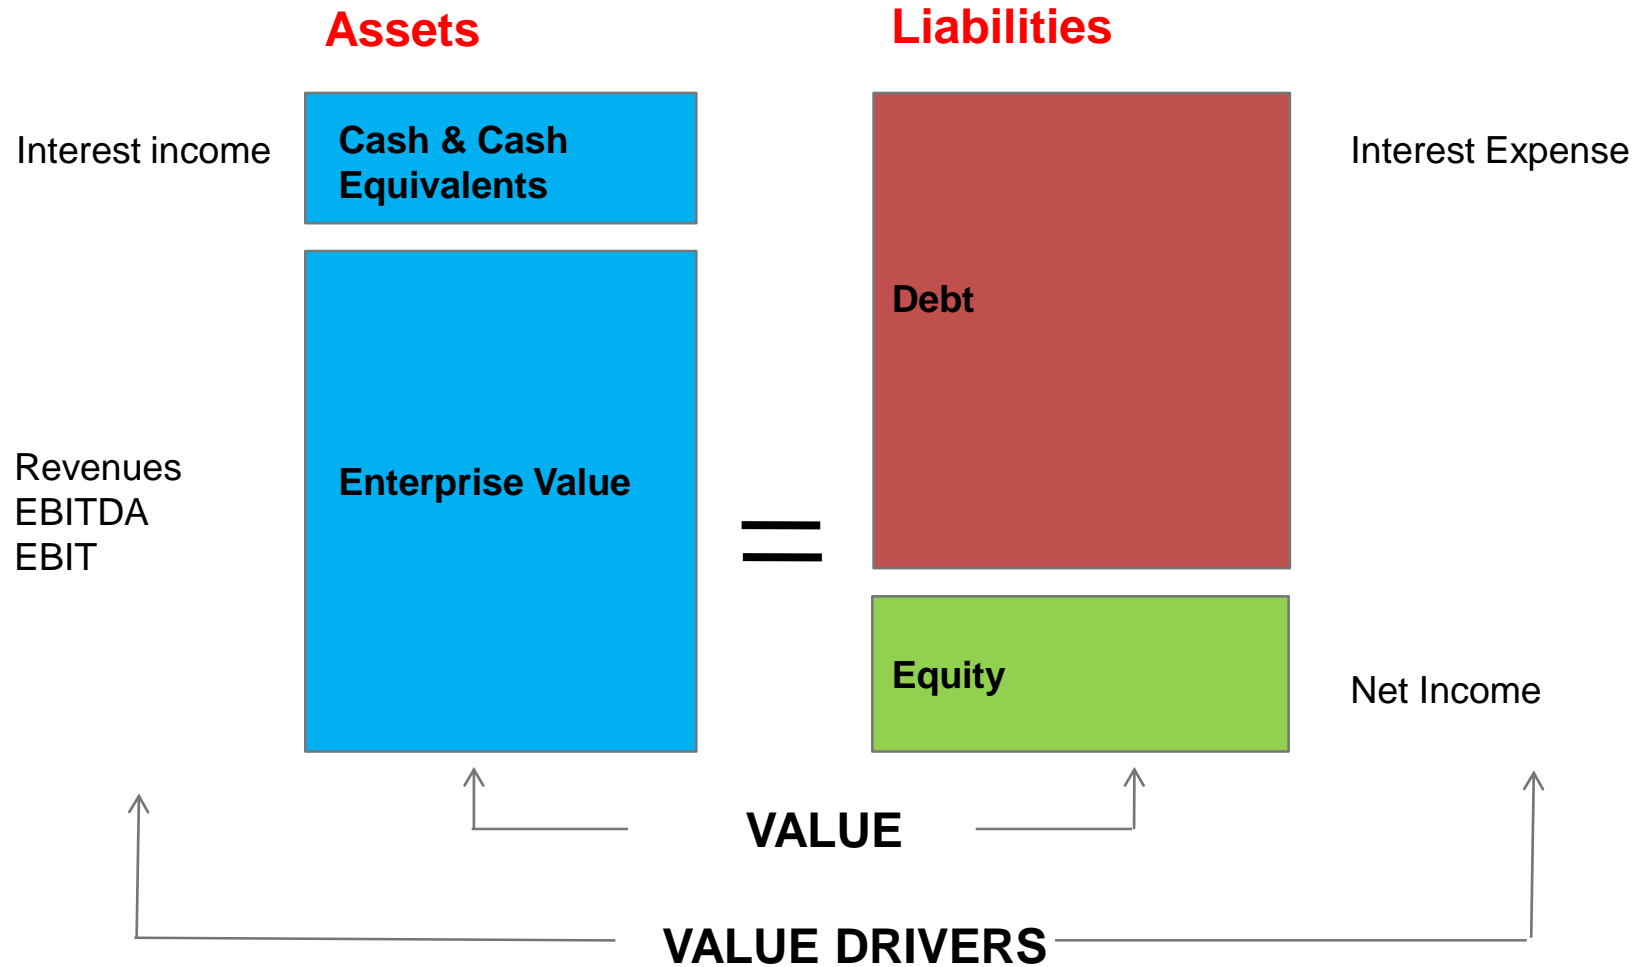 Assets
Liabilities
Interest income
Cash & Cash
Equivalents
Interest Expense
Debt
Revenues
EBITDA
EBIT
Enterprise Value
=
Equity
Net Income
VALUE
VALUE DRIVERS